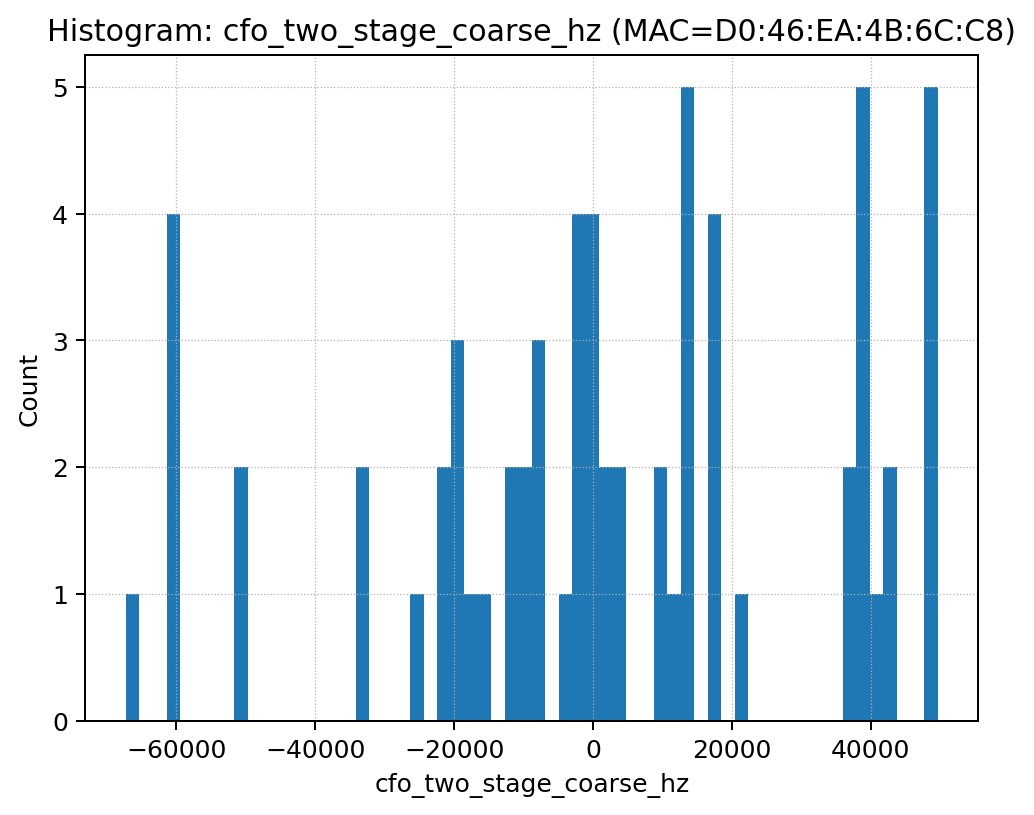 Histogram: cfo_two_stage_coarse_hz (MAC=D0:46:EA:4B:6C:C8)
5
4
3
2
1
0
Count
−60000 −40000 −20000 0 20000 40000
cfo_two_stage_coarse_hz